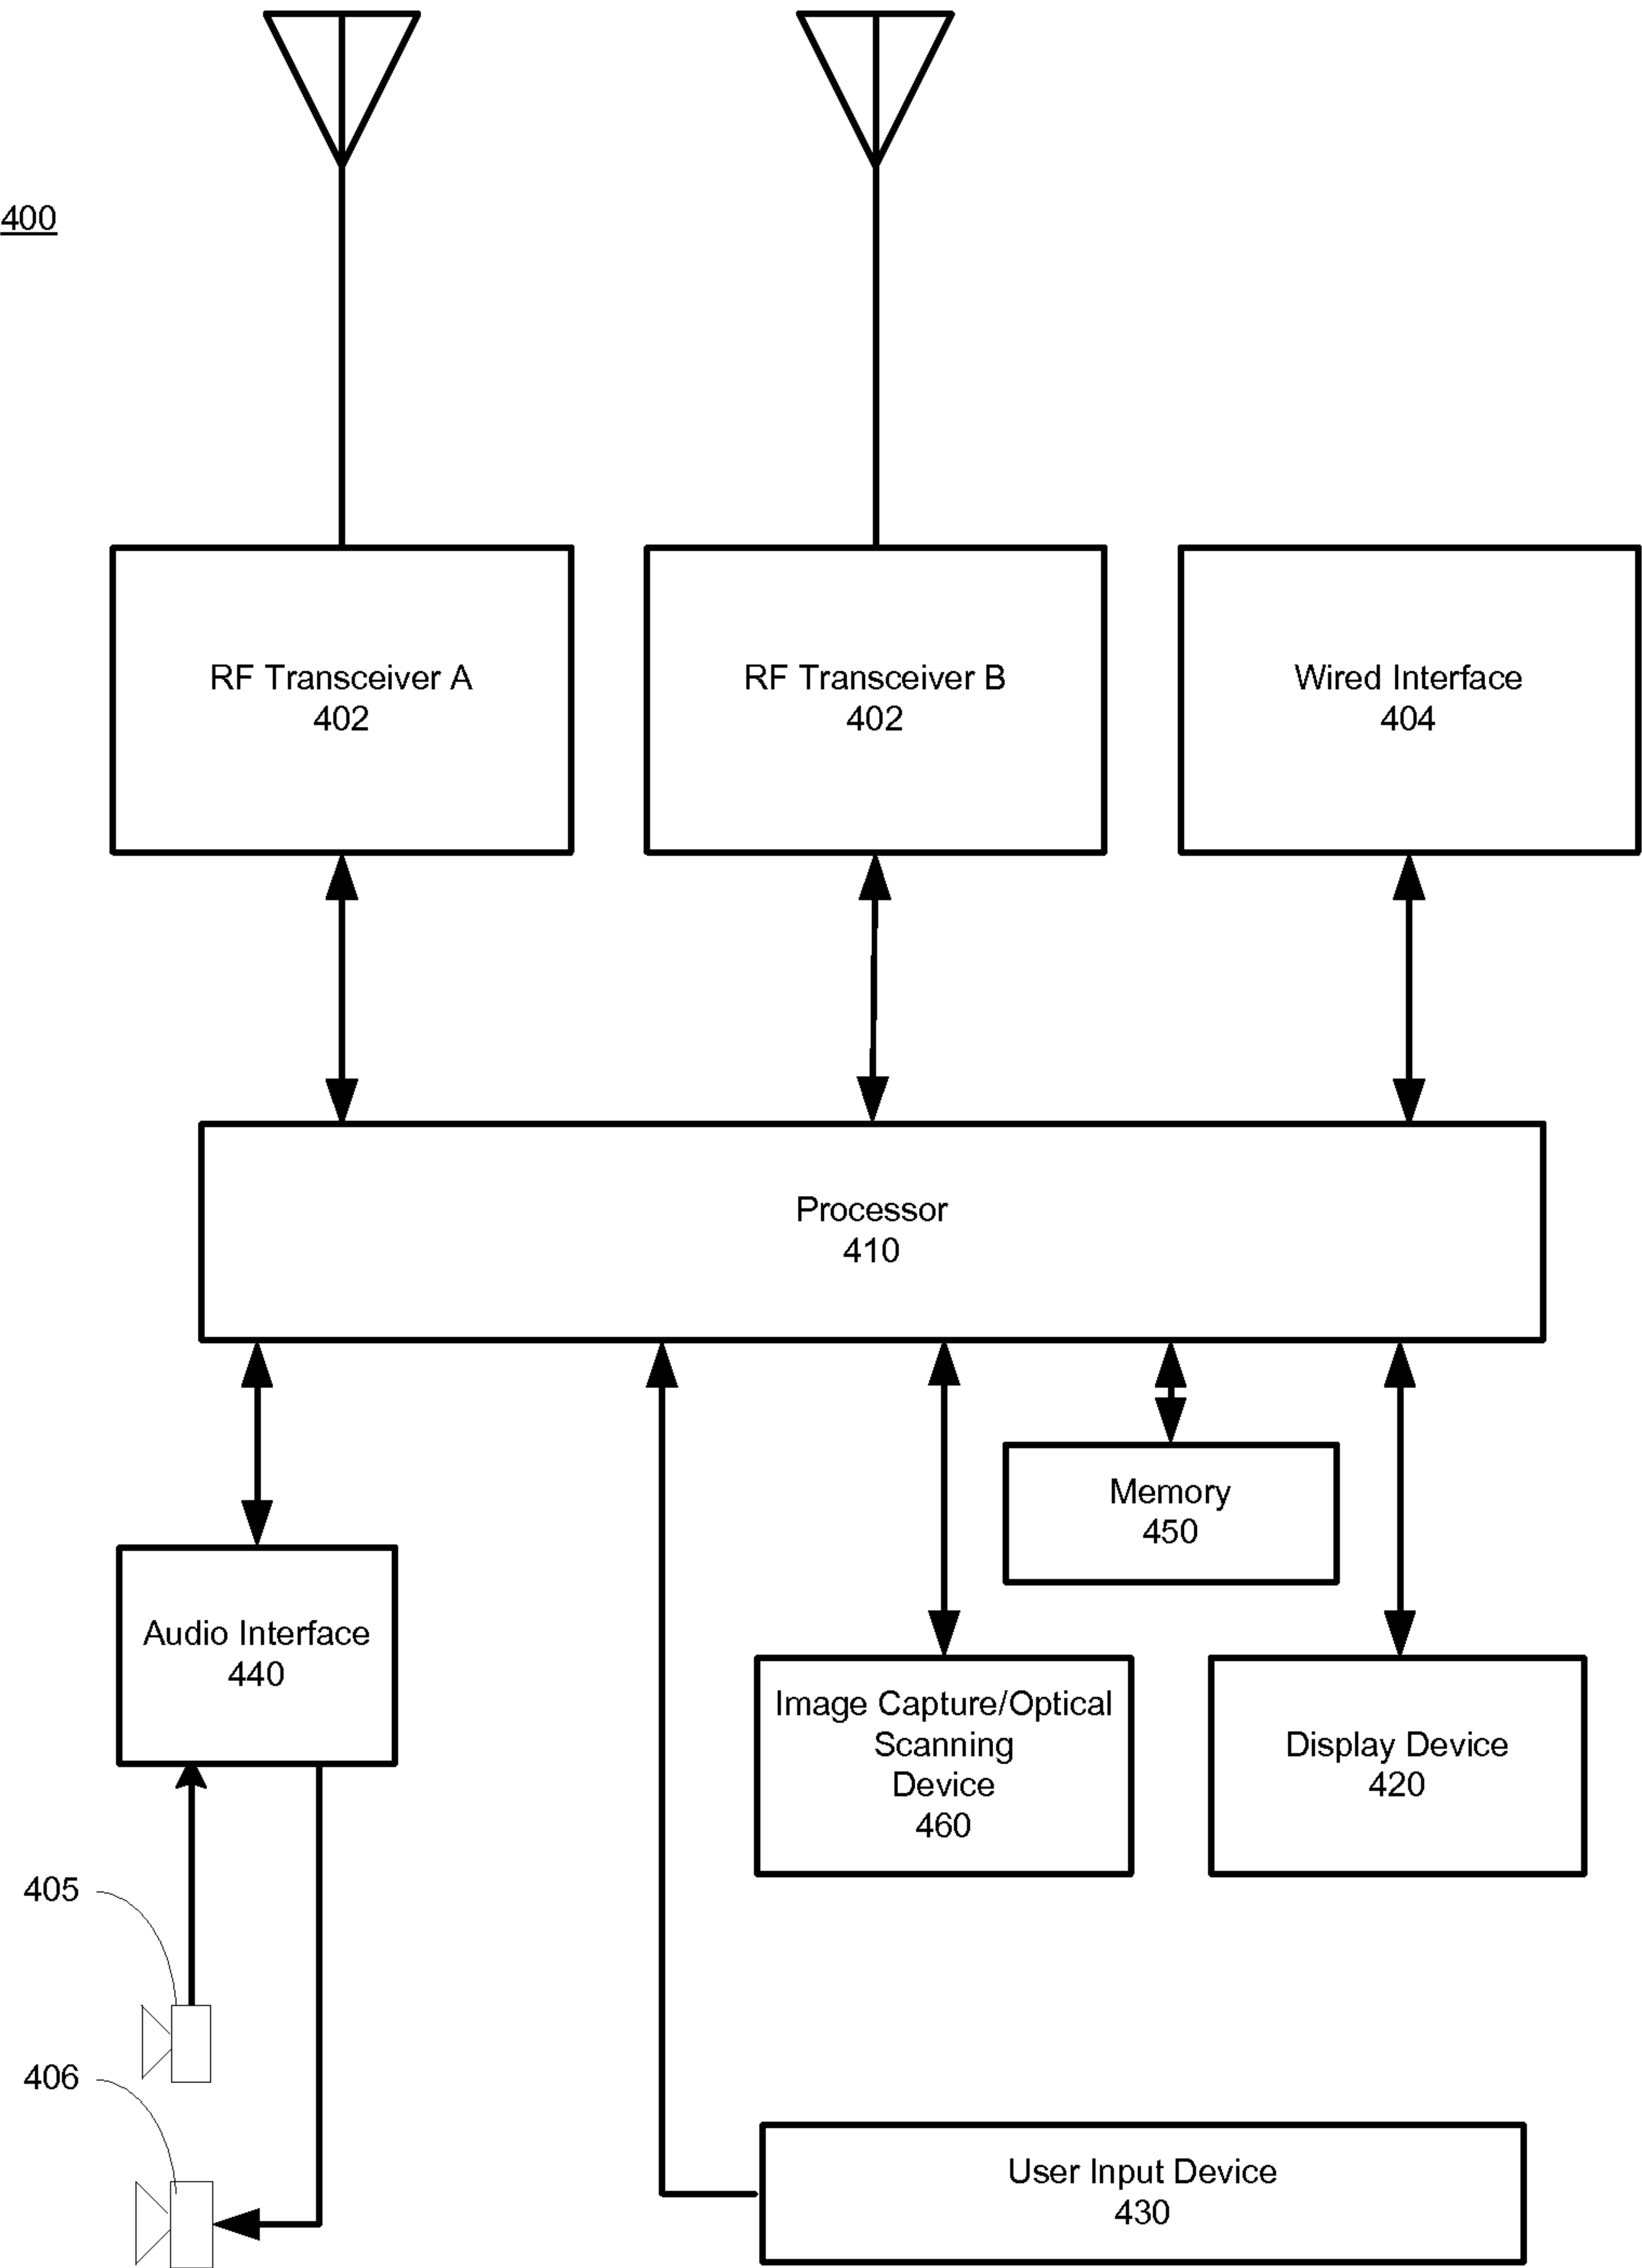 400
RF Transceiver A
402
RF Transceiver B
402
Wired Interface
404
Processor
410
Memory
450
Audio Interface
440
Image Capture/Optical
Scanning
Device
460
Display Device
420
405
406
User Input Device
430